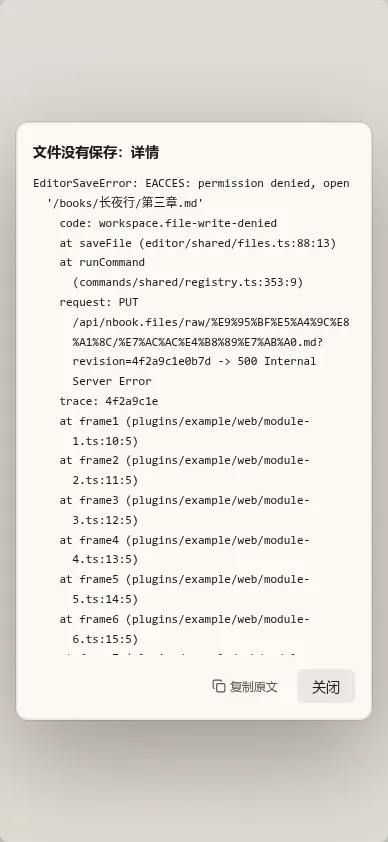 文件没有保存：详情
EditorSaveError: EACCES: permission denied, open
'/books/长夜行/第三章.md'
code: workspace.file-write-denied
at saveFile (editor/shared/files.ts:88:13)
at runCommand
(commands/shared/registry.ts:353:9)
request: PUT
/api/nbook.files/raw/%E9%95%BF%E5%A4%9C%E8
%A1%8C/%E7%AC%AC%E4%B8%89%E7%AB%A0.md?
revision=4f2a9c1e0b7d -> 500 Internal
Server Error
trace: 4f2a9c1e
at frame1 (plugins/example/web/module-
1.ts:10:5)
at frame2 (plugins/example/web/module-
2.ts:11:5)
at frame3 (plugins/example/web/module-
3.ts:12:5)
at frame4 (plugins/example/web/module-
4.ts:13:5)
at frame5 (plugins/example/web/module-
5.ts:14:5)
at frame6 (plugins/example/web/module-
6.ts:15:5)
复制原文
关闭